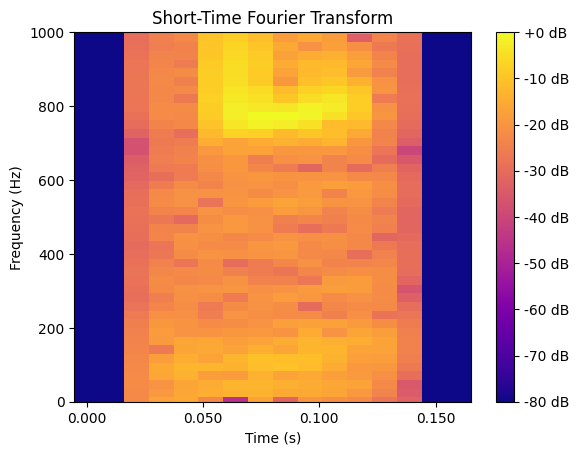 Short-Time Fourier Transform
1000
800
600
400
200
0
Frequency (Hz)
0.000
0.050
0.100
0.150
Time (s)
+0 dB
-10 dB
-20 dB
-30 dB
-40 dB
-50 dB
-60 dB
-70 dB
-80 dB